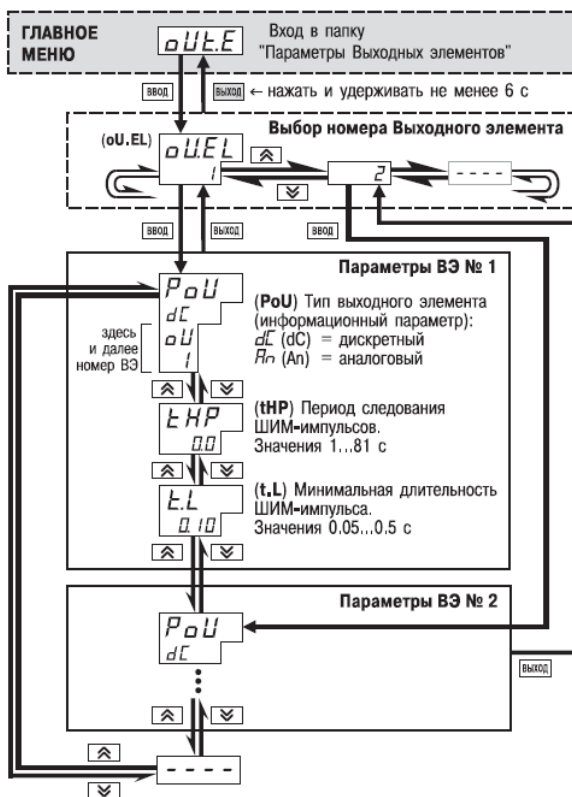 ГЛАВНОЕ
МЕНЮ
oUt.E
Вход в папку
"Параметры Выходных элементов"
ВВОД
ВЫХОД ← нажать и удерживать не менее 6 с
Выбор номера Выходного элемента
(oU.EL)
oU.EL
1
2
----
ВВОД
ВЫХОД
ВВОД
Параметры ВЭ № 1
PoU
dC
oU
1
здесь
и далее
номер ВЭ
(PoU) Тип выходного элемента
(информационный параметр):
dC (dC) = дискретный
An (An) = аналоговый
tHP
0.0
(tHP) Период следования
ШИМ-импульсов.
Значения 1...81 с
t.L
0.10
(t.L) Минимальная длительность
ШИМ-импульса.
Значения 0.05...0.5 с
Параметры ВЭ № 2
PoU
dC
ВЫХОД
----